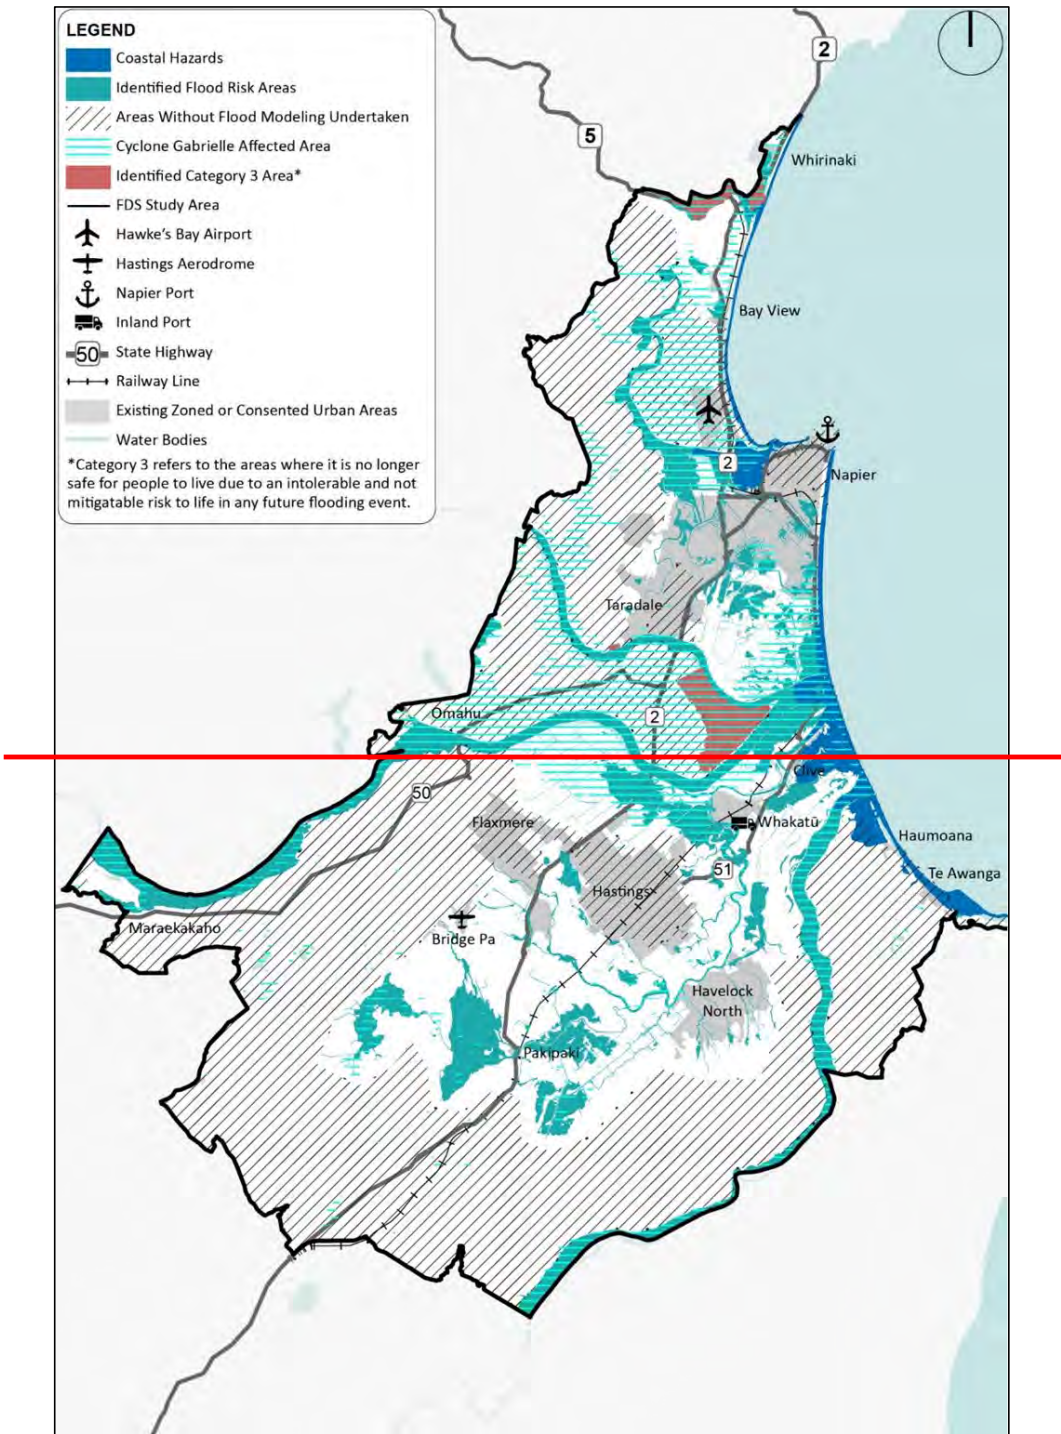 LEGEND
Coastal Hazards
Identified Flood Risk Areas
Areas Without Flood Modeling Undertaken
Cyclone Gabrielle Affected Area
Identified Category 3 Area*
FDS Study Area
Hawke's Bay Airport
Hastings Aerodrome
Napier Port
Inland Port
50 State Highway
Railway Line
Existing Zoned or Consented Urban Areas
Water Bodies
*Category 3 refers to the areas where it is no longer
safe for people to live due to an intolerable and not
mitigatable risk to life in any future flooding event.
2
5
Whirinaki
Bay View
2
Napier
Taradale
Omahu
2
Clive
50
Flaxmere
Whakatū
Haumoana
51
Te Awanga
Hastings
Maraekakaho
Bridge Pa
Havelock
North
Pakipaki